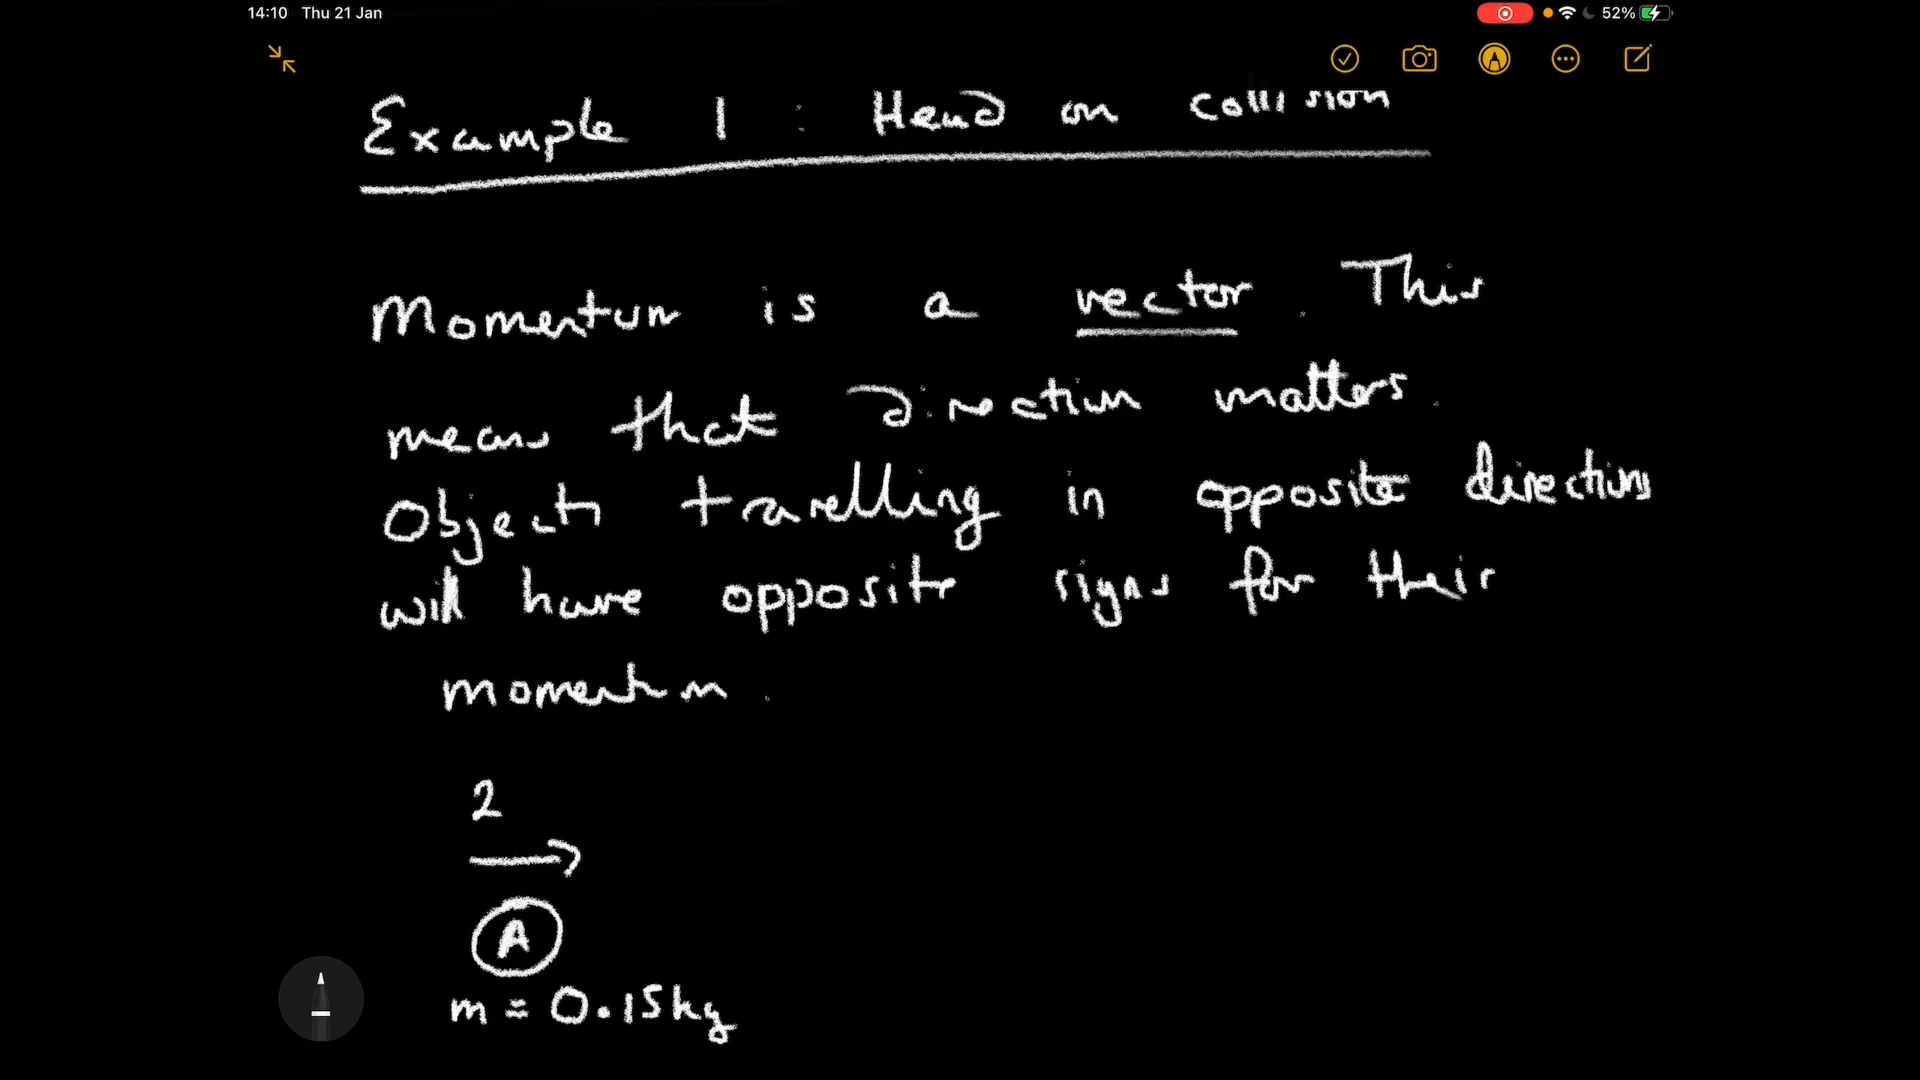 14:10 Thu 21 Jan
52%
Example 1 : Head on collision
Momentum is a vector. This
means that direction matters.
Objects travelling in opposite directions
will have opposite signs for their
momentum.
2
A
m = 0.15kg